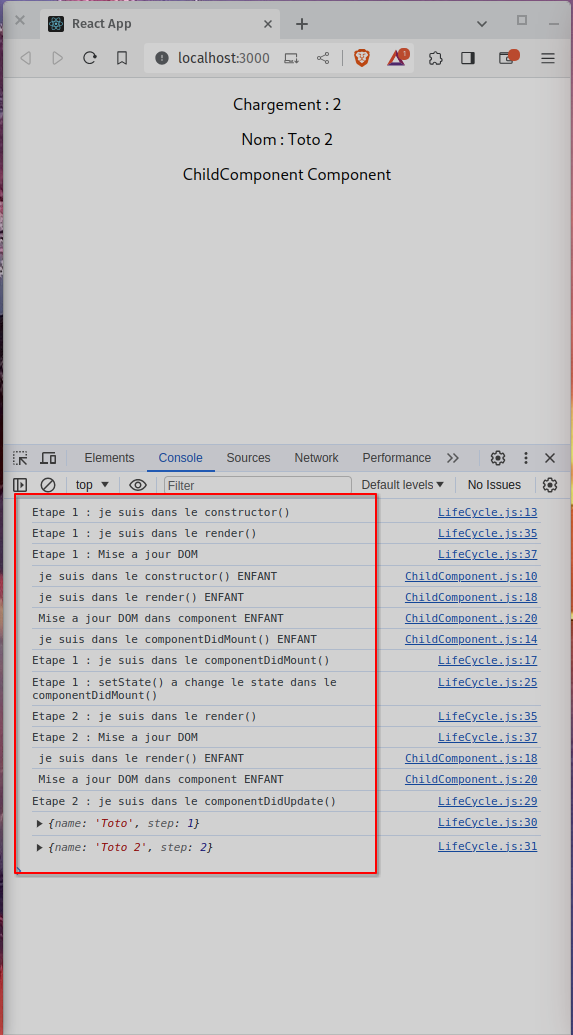 React App
localhost:3000
1
Chargement : 2
Nom : Toto 2
ChildComponent Component
Elements Console Sources Network Performance
top Filter Default levels No Issues
Etape 1 : je suis dans le constructor() LifeCycle.js:13
Etape 1 : je suis dans le render() LifeCycle.js:35
Etape 1 : Mise a jour DOM LifeCycle.js:37
je suis dans le constructor() ENFANT ChildComponent.js:10
je suis dans le render() ENFANT ChildComponent.js:18
Mise a jour DOM dans component ENFANT ChildComponent.js:20
je suis dans le componentDidMount() ENFANT ChildComponent.js:14
Etape 1 : je suis dans le componentDidMount() LifeCycle.js:17
Etape 1 : setState() a change le state dans le LifeCycle.js:25
componentDidMount()
Etape 2 : je suis dans le render() LifeCycle.js:35
Etape 2 : Mise a jour DOM LifeCycle.js:37
je suis dans le render() ENFANT ChildComponent.js:18
Mise a jour DOM dans component ENFANT ChildComponent.js:20
Etape 2 : je suis dans le componentDidUpdate() LifeCycle.js:29
{name: 'Toto', step: 1} LifeCycle.js:30
{name: 'Toto 2', step: 2} LifeCycle.js:31